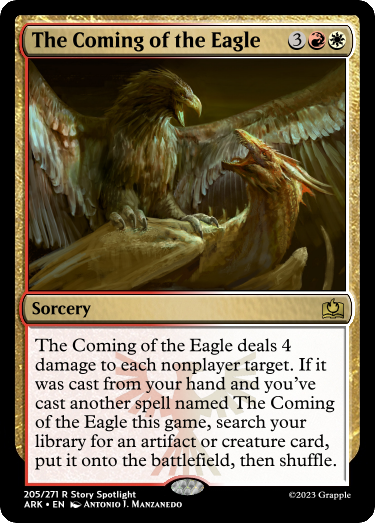 The Coming of the Eagle 3
Sorcery
The Coming of the Eagle deals 4
damage to each nonplayer target. If it
was cast from your hand and you've
cast another spell named The Coming
of the Eagle this game, search your
library for an artifact or creature card,
put it onto the battlefield, then shuffle.
205/271 R Story Spotlight
ARK • EN Antonio J. Manzanedo
©2023 Grapple